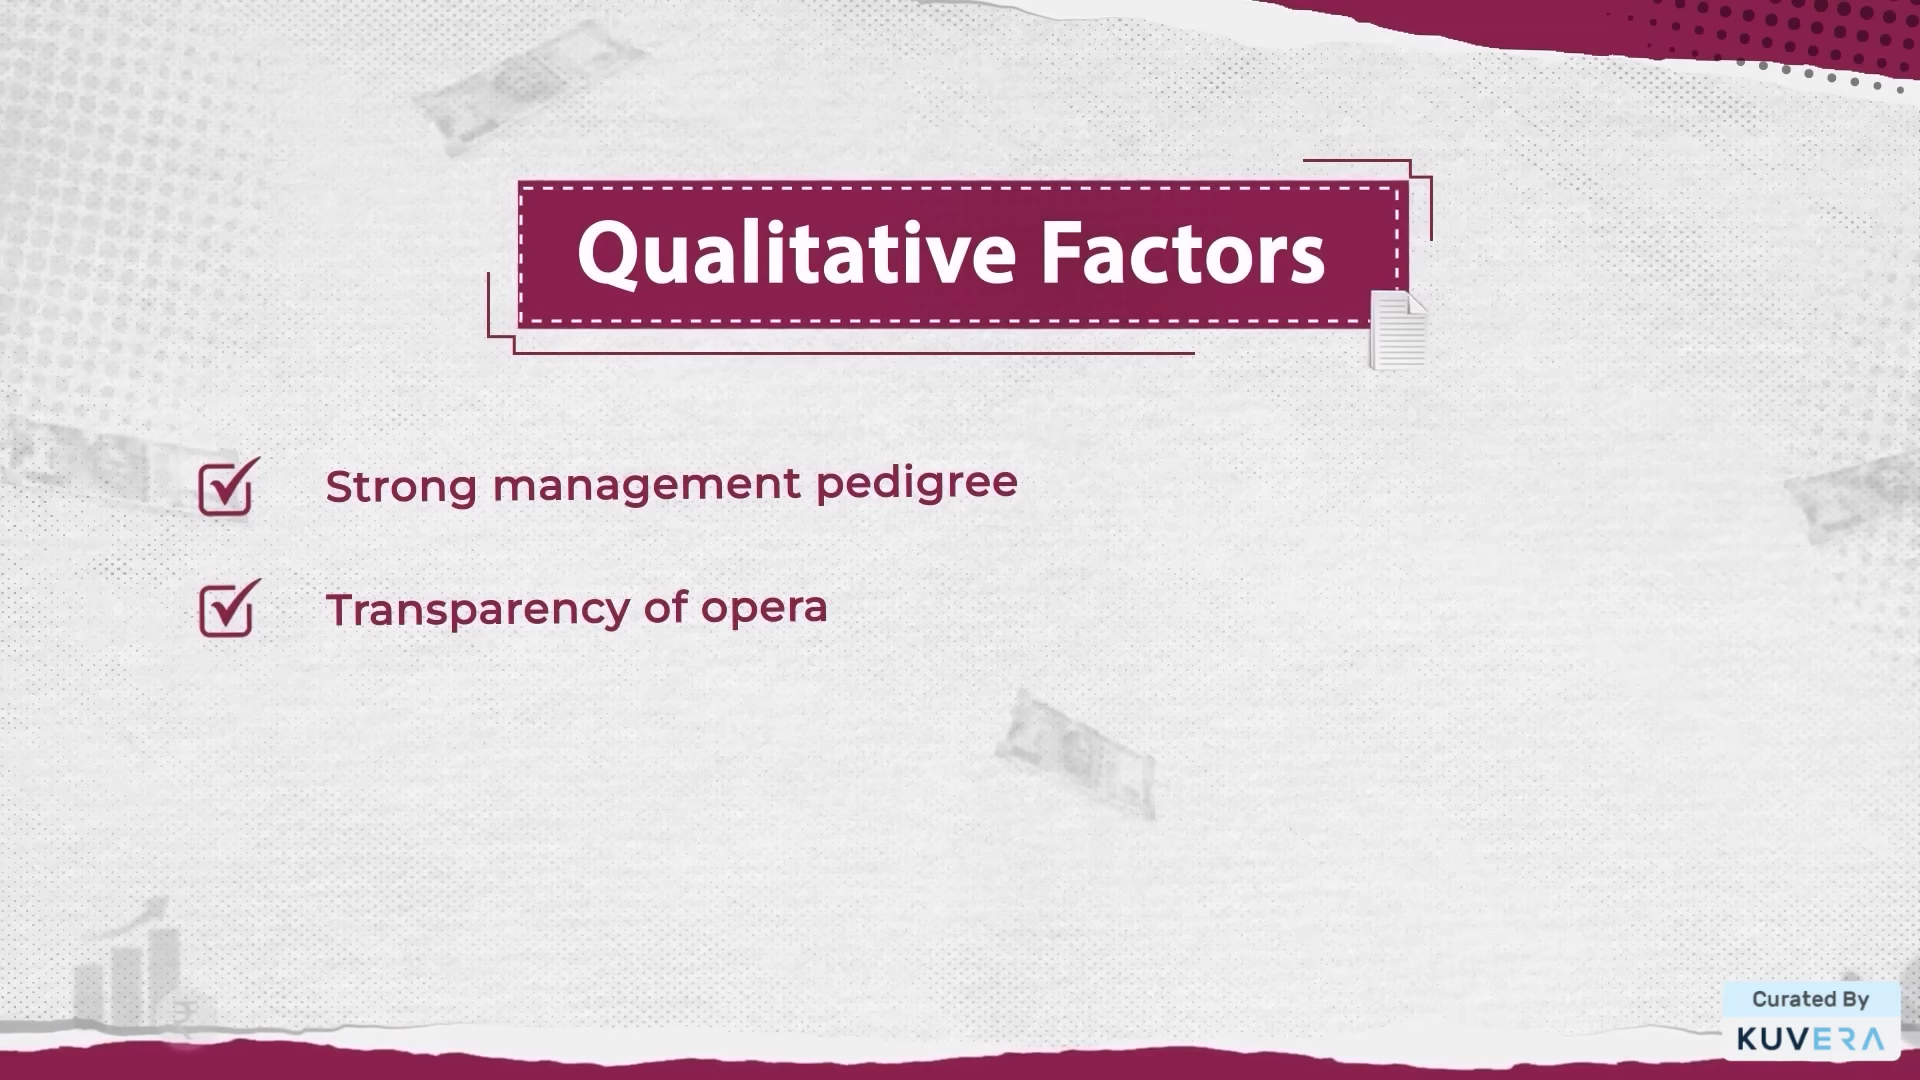 Qualitative Factors
Strong management pedigree
Transparency of opera
Curated By
KUVERA